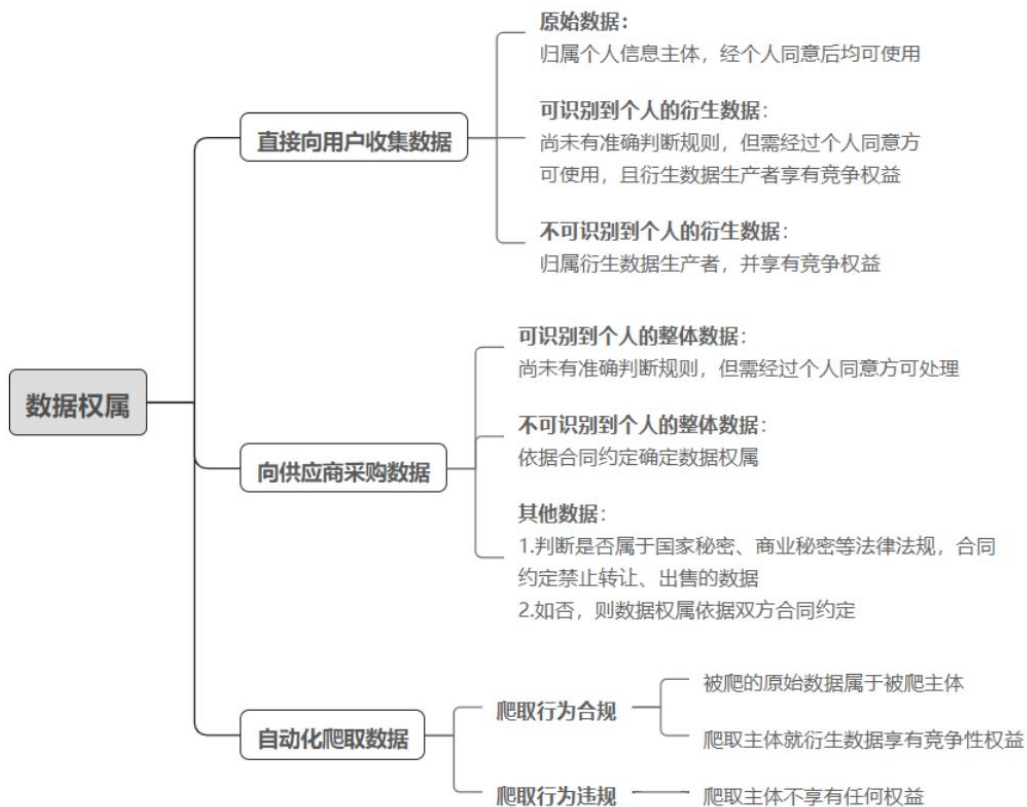 数据权属
直接向用户收集数据
原始数据：
归属个人信息主体，经个人同意后均可使用
可识别到个人的衍生数据：
尚未有准确判断规则，但需经过个人同意方
可使用，且衍生数据生产者享有竞争权益
不可识别到个人的衍生数据：
归属衍生数据生产者，并享有竞争权益
向供应商采购数据
可识别到个人的整体数据：
尚未有准确判断规则，但需经过个人同意方可处理
不可识别到个人的整体数据：
依据合同约定确定数据权属
其他数据：
1.判断是否属于国家秘密、商业秘密等法律法规，合同
约定禁止转让、出售的数据
2.如否，则数据权属依据双方合同约定
自动化爬取数据
爬取行为合规
被爬的原始数据属于被爬主体
爬取主体就衍生数据享有竞争性权益
爬取行为违规
爬取主体不享有任何权益